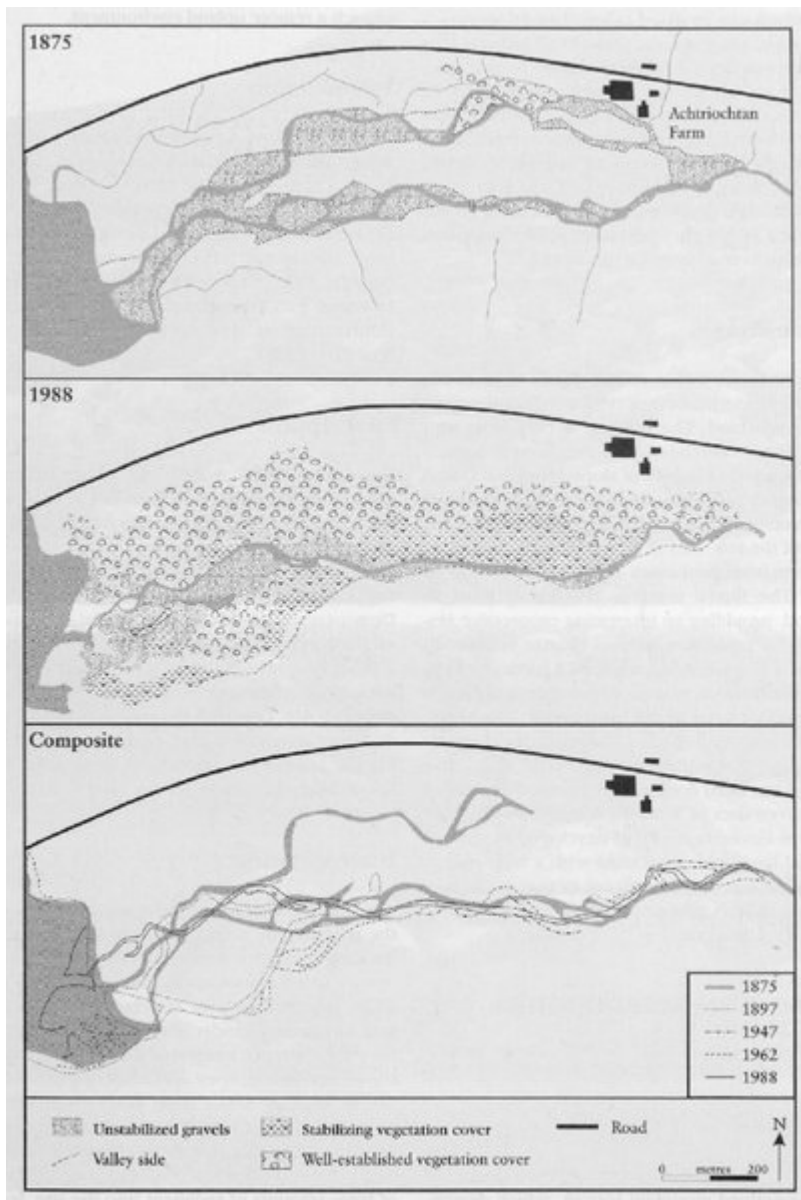 1875
Achtriochtan
Farm
1988
Composite
1875
1897
1947
1962
1988
Unstabilized gravels
Stabilizing vegetation cover
Road
N
Valley side
Well-established vegetation cover
0 metres 200